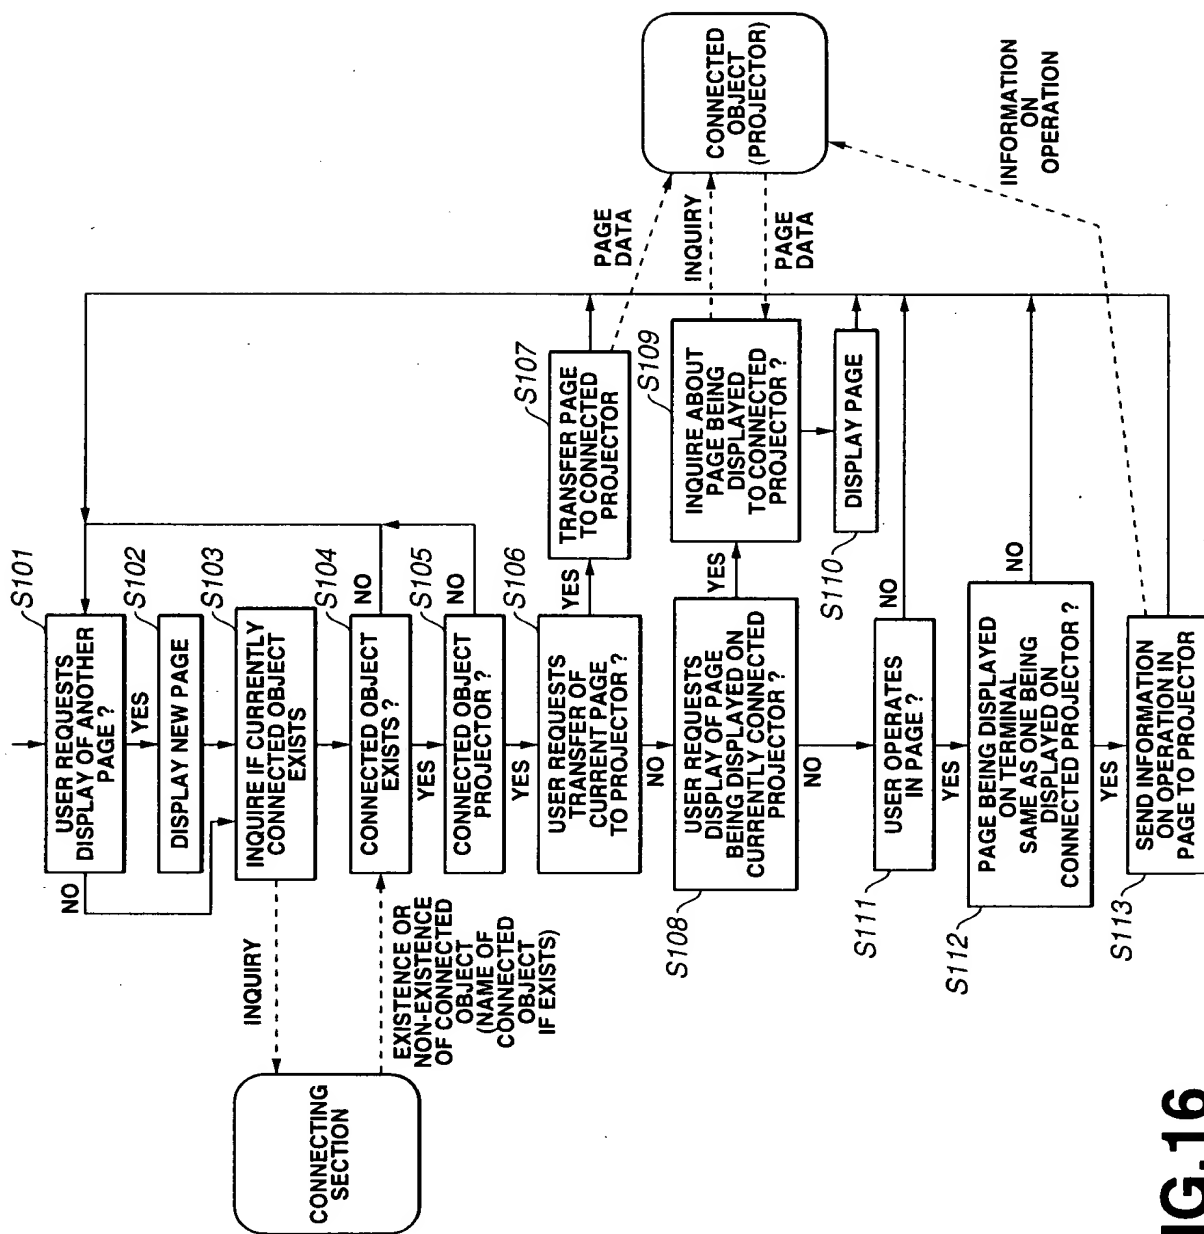 S101
USER REQUESTS
DISPLAY OF ANOTHER
PAGE ?
NO
YES
S102
DISPLAY NEW PAGE
S103
INQUIRE IF CURRENTLY
CONNECTED OBJECT
EXISTS
INQUIRY
CONNECTING
SECTION
EXISTENCE OR
NON-EXISTENCE
OF CONNECTED
OBJECT
(NAME OF
CONNECTED
OBJECT
IF EXISTS)
S104
CONNECTED OBJECT
EXISTS ?
NO
YES
S105
CONNECTED OBJECT
PROJECTOR ?
NO
YES
S106
USER REQUESTS
TRANSFER OF
CURRENT PAGE
TO PROJECTOR ?
YES
NO
S107
TRANSFER PAGE
TO CONNECTED
PROJECTOR
PAGE
DATA
CONNECTED
OBJECT
(PROJECTOR)
S108
USER REQUESTS
DISPLAY OF PAGE
BEING DISPLAYED ON
CURRENTLY CONNECTED
PROJECTOR ?
YES
NO
S109
INQUIRE ABOUT
PAGE BEING
DISPLAYED
TO CONNECTED
PROJECTOR ?
INQUIRY
PAGE
DATA
S110
DISPLAY PAGE
S111
USER OPERATES
IN PAGE ?
NO
YES
S112
PAGE BEING DISPLAYED
ON TERMINAL
SAME AS ONE BEING
DISPLAYED ON
CONNECTED PROJECTOR ?
NO
YES
S113
SEND INFORMATION
ON OPERATION IN
PAGE TO PROJECTOR
INFORMATION
ON
OPERATION
IG.16